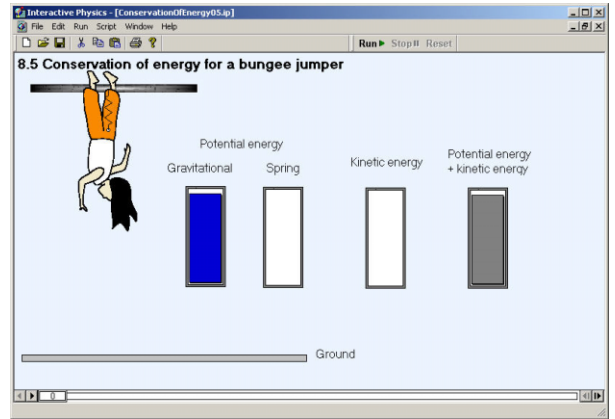 Interactive Physics - [ConservationOfEnergy05.ip]
File Edit Run Script Window Help
Run Stop Reset
8.5 Conservation of energy for a bungee jumper
Potential energy
Gravitational Spring Kinetic energy Potential energy
+ kinetic energy
Ground
0